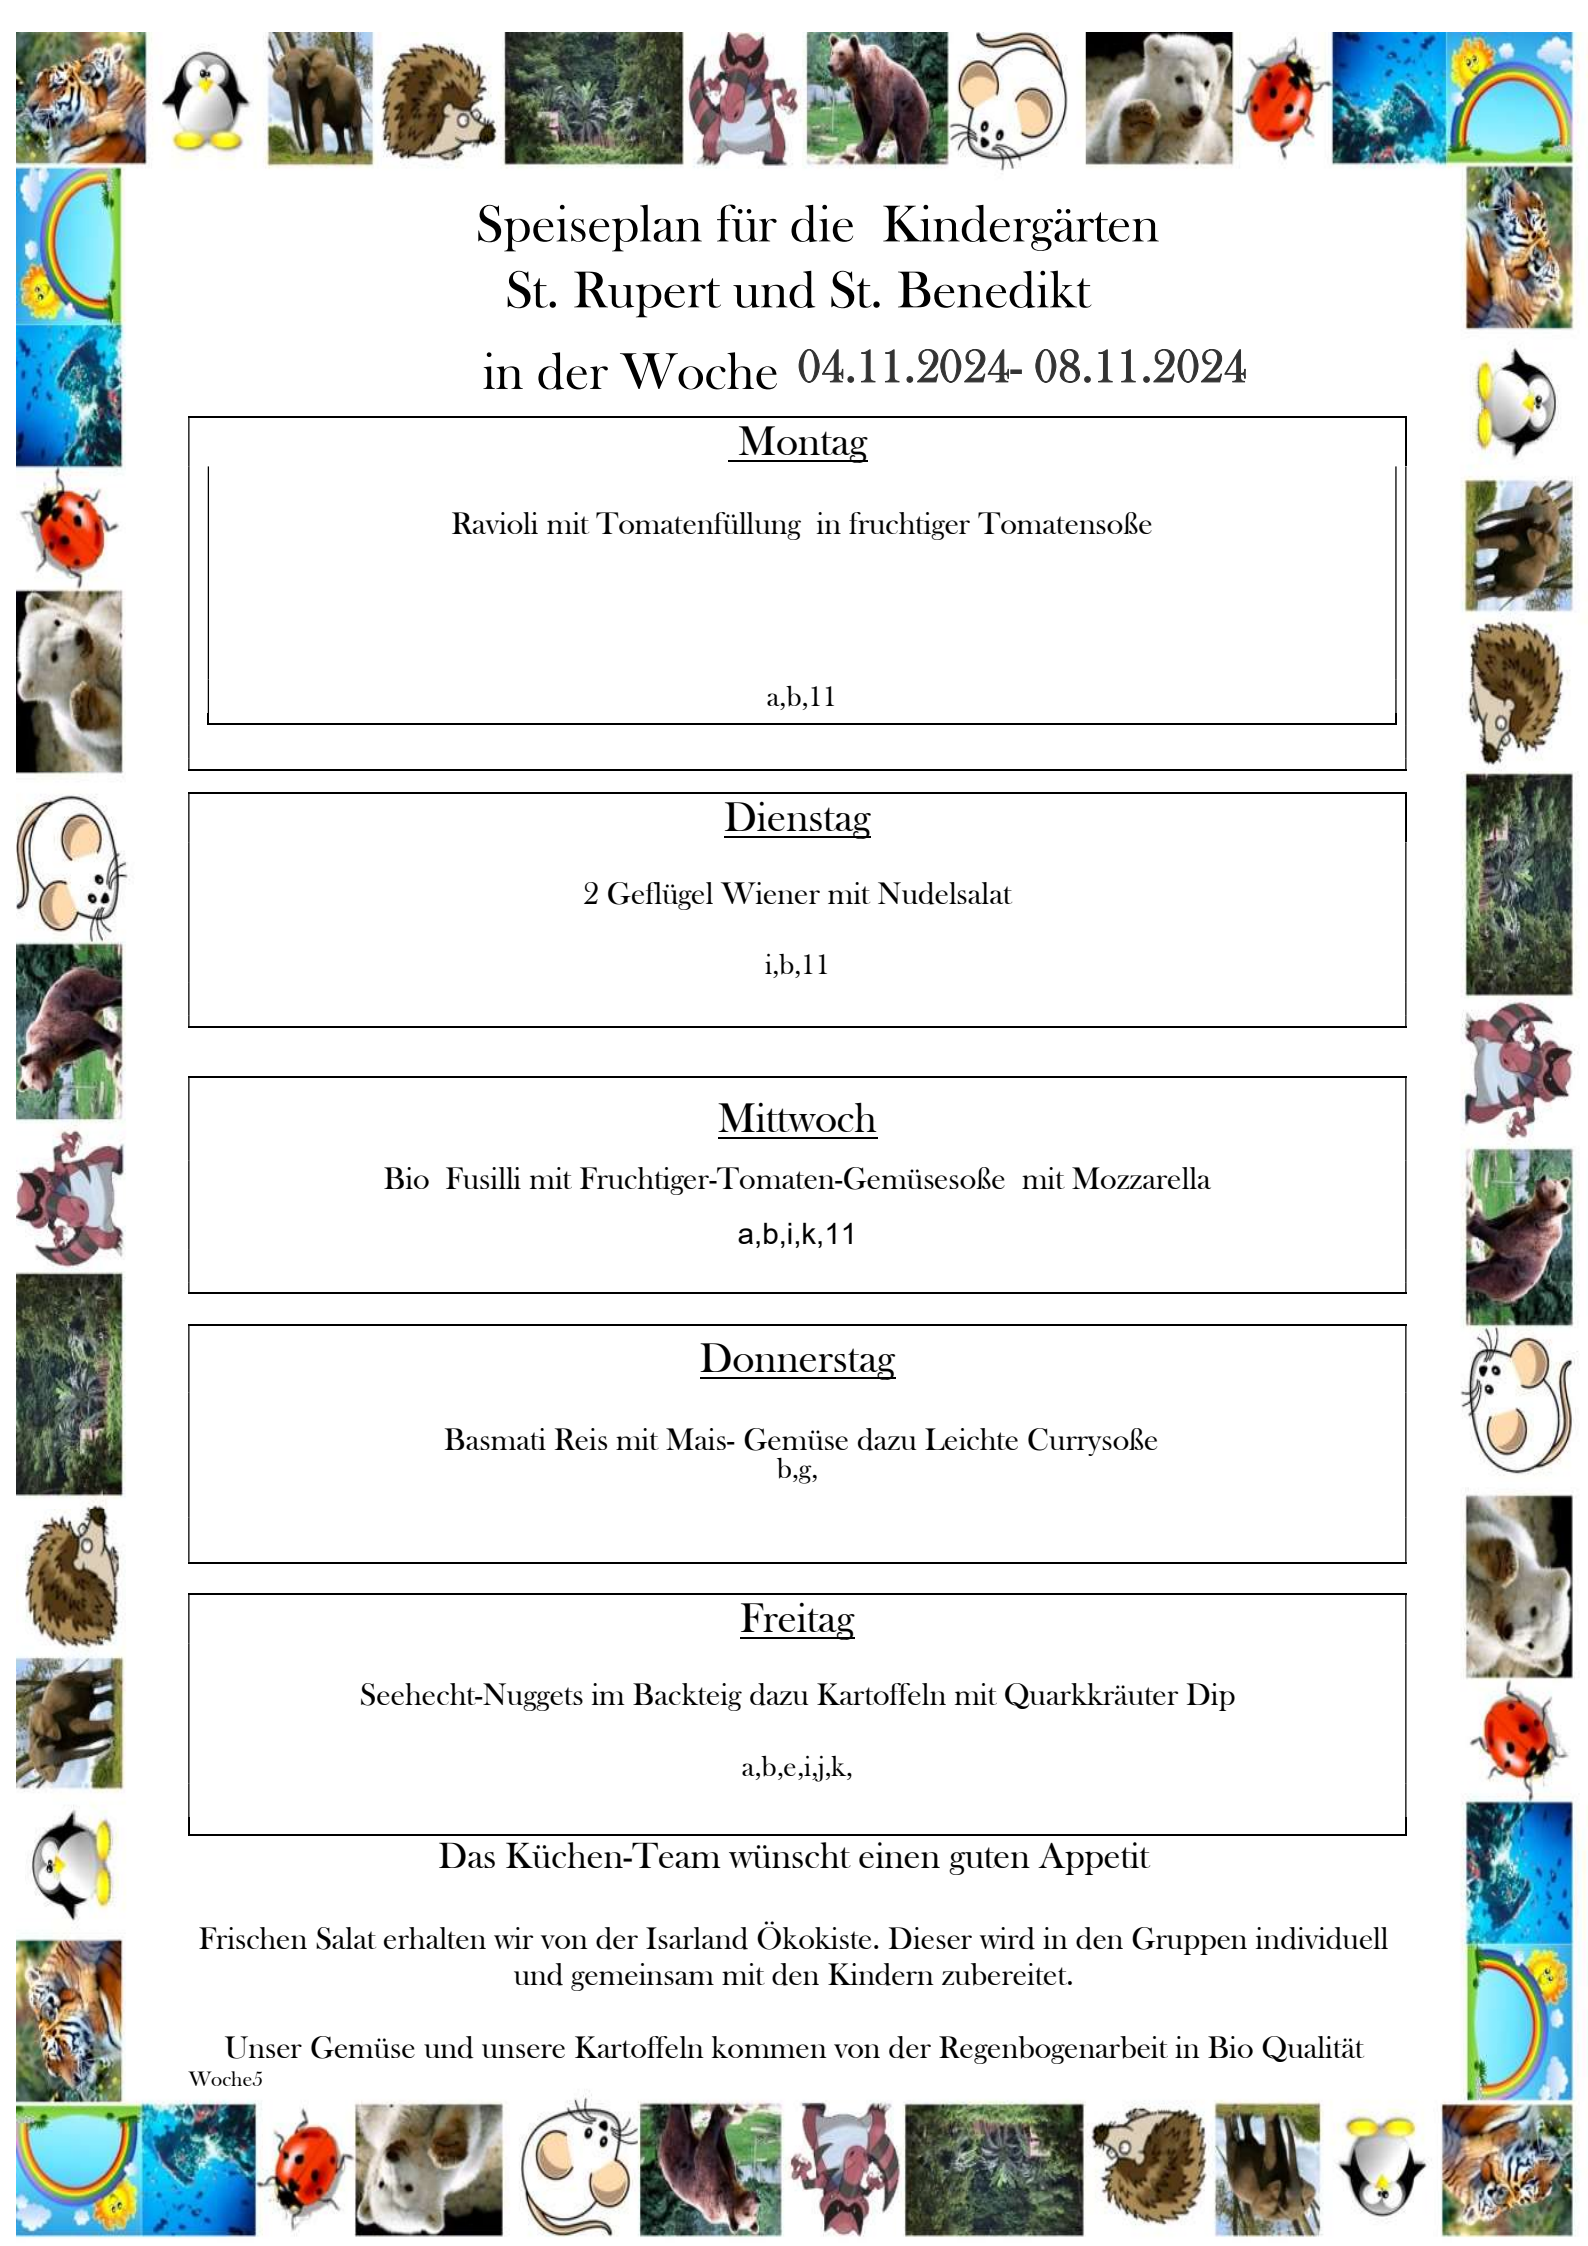 Speiseplan für die Kindergärten
St. Rupert und St. Benedikt
in der Woche 04.11.2024- 08.11.2024
Montag
Ravioli mit Tomatenfüllung in fruchtiger Tomatensoße
a,b,11
Dienstag
2 Geflügel Wiener mit Nudelsalat
i,b,11
Mittwoch
Bio Fusilli mit Fruchtiger-Tomaten-Gemüsesoße mit Mozzarella
a,b,i,k,11
Donnerstag
Basmati Reis mit Mais- Gemüse dazu Leichte Currysoße
b,g,
Freitag
Seehecht-Nuggets im Backteig dazu Kartoffeln mit Quarkkräuter Dip
a,b,e,i,j,k,
Das Küchen-Team wünscht einen guten Appetit
Frischen Salat erhalten wir von der Isarland Ökokiste. Dieser wird in den Gruppen individuell
und gemeinsam mit den Kindern zubereitet.
Unser Gemüse und unsere Kartoffeln kommen von der Regenbogenarbeit in Bio Qualität
Woche5